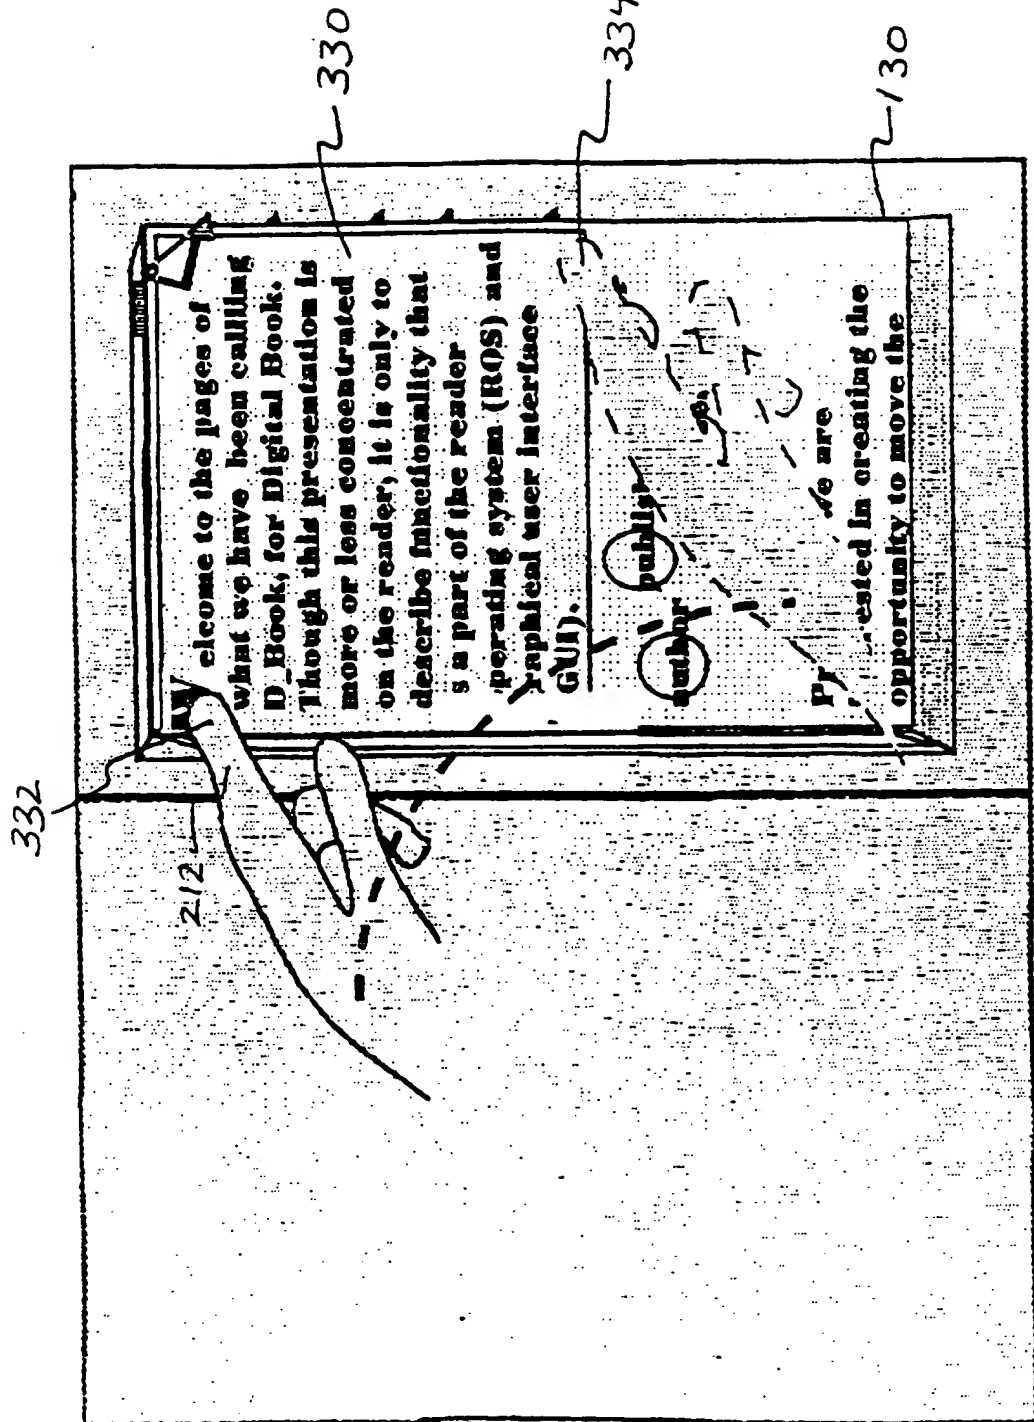 332
212
330
334
130
elcome to the pages of
what we have been calliing
D_Book, for Digital Book.
Though this presentation is
more or less concentrated
on the render, it is only to
describe functionality that
s a part of the reader
perating system (ROS) and
raphical user interface
GUI).
author publis
e are
ested in creating the
opportunity to move the